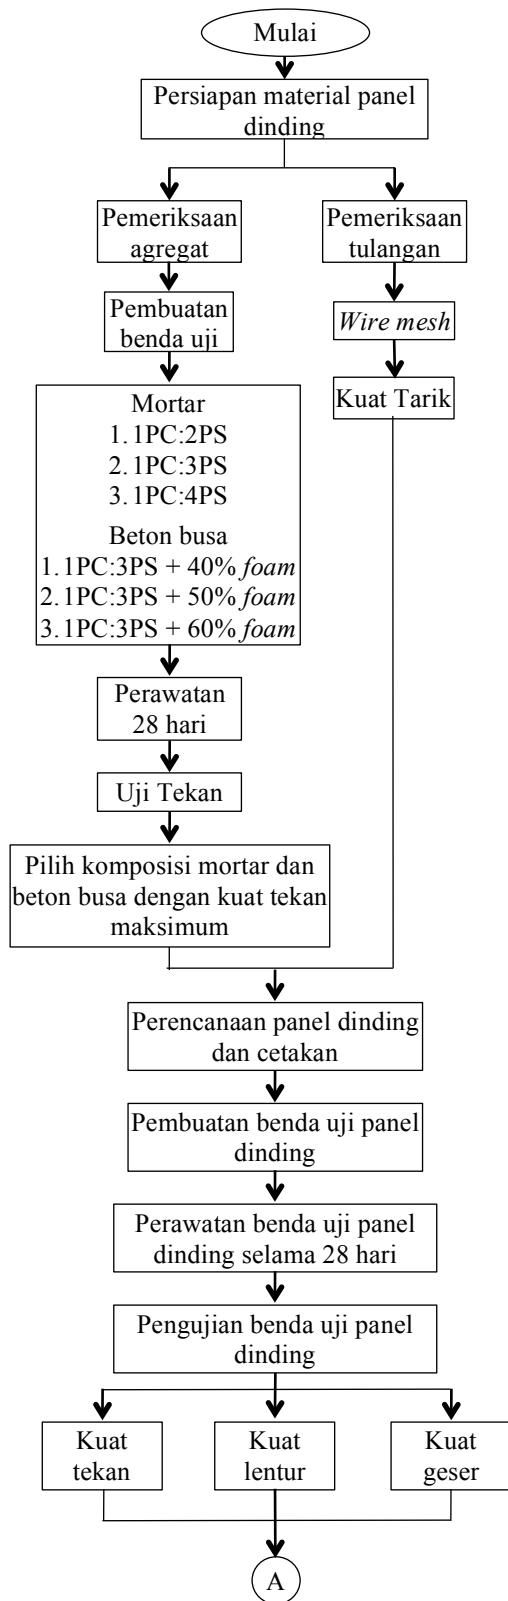 Mulai
Persiapan material panel
dinding
Pemeriksaan
agregat
Pemeriksaan
tulangan
Pembuatan
benda uji
Wire mesh
Kuat Tarik
Mortar
1. 1PC:2PS
2. 1PC:3PS
3. 1PC:4PS
Beton busa
1. 1PC:3PS + 40% foam
2. 1PC:3PS + 50% foam
3. 1PC:3PS + 60% foam
Perawatan
28 hari
Uji Tekan
Pilih komposisi mortar dan
beton busa dengan kuat tekan
maksimum
Perencanaan panel dinding
dan cetakan
Pembuatan benda uji panel
dinding
Perawatan benda uji panel
dinding selama 28 hari
Pengujian benda uji panel
dinding
Kuat
tekan
Kuat
lentur
Kuat
geser
A